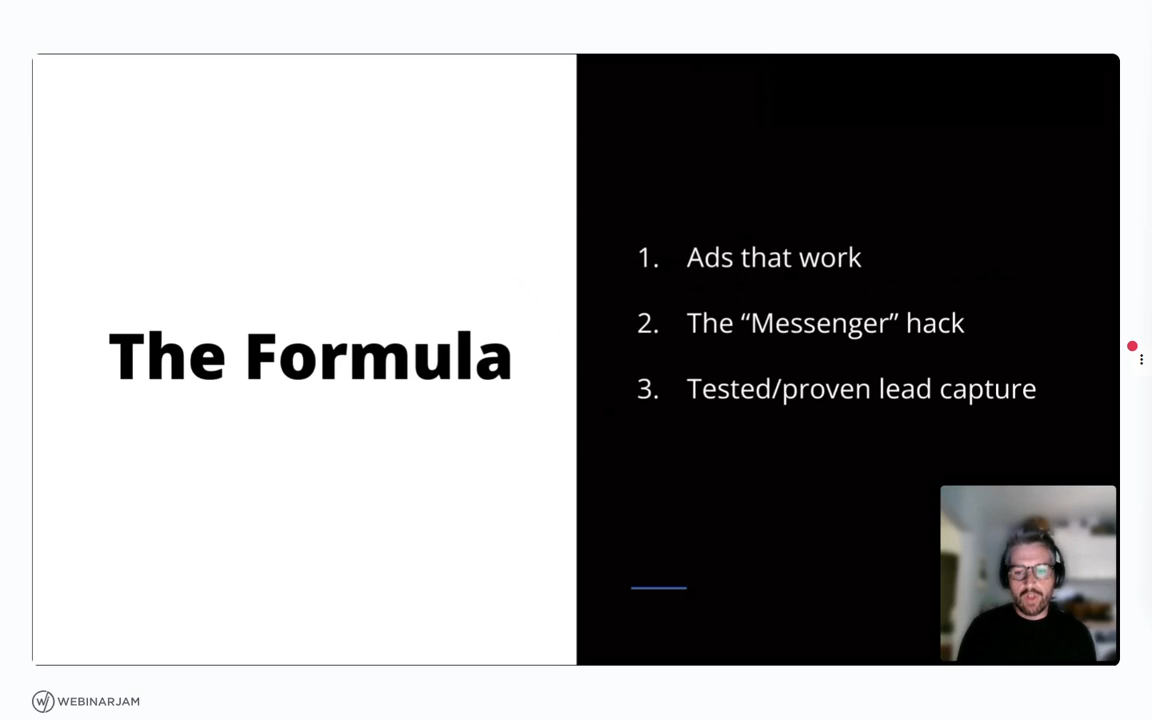 The Formula
1. Ads that work
2. The “Messenger” hack
3. Tested/proven lead capture
WEBINARJAM